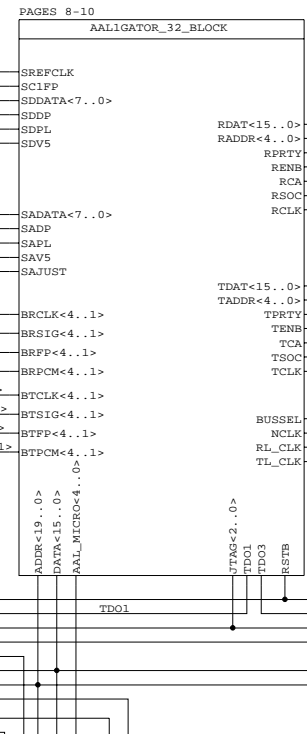 PAGES 8-10
AAL1GATOR_32_BLOCK
SREFCLK
SC1FP
SDDATA<7..0>
SDDP
SDPL
SDV5
RDAT<15..0>
RADDR<4..0>
RPRTY
RENB
RCA
RSOC
RCLK
SADATA<7..0>
SADP
SAPL
SAV5
SAJUST
TDAT<15..0>
TADDR<4..0>
TPRTY
TENB
TCA
TSOC
TCLK
BRCLK<4..1>
BRSIG<4..1>
BRFP<4..1>
BRPCM<4..1>
BTCLK<4..1>
BTSIG<4..1>
BTFP<4..1>
BTPCM<4..1>
BUSSEL
NCLK
RL_CLK
TL_CLK
ADDR<19..0>
DATA<15..0>
AAL_MICRO<4..0>
JTAG<2..0>
TDO1
TDO3
RSTB
TDO1